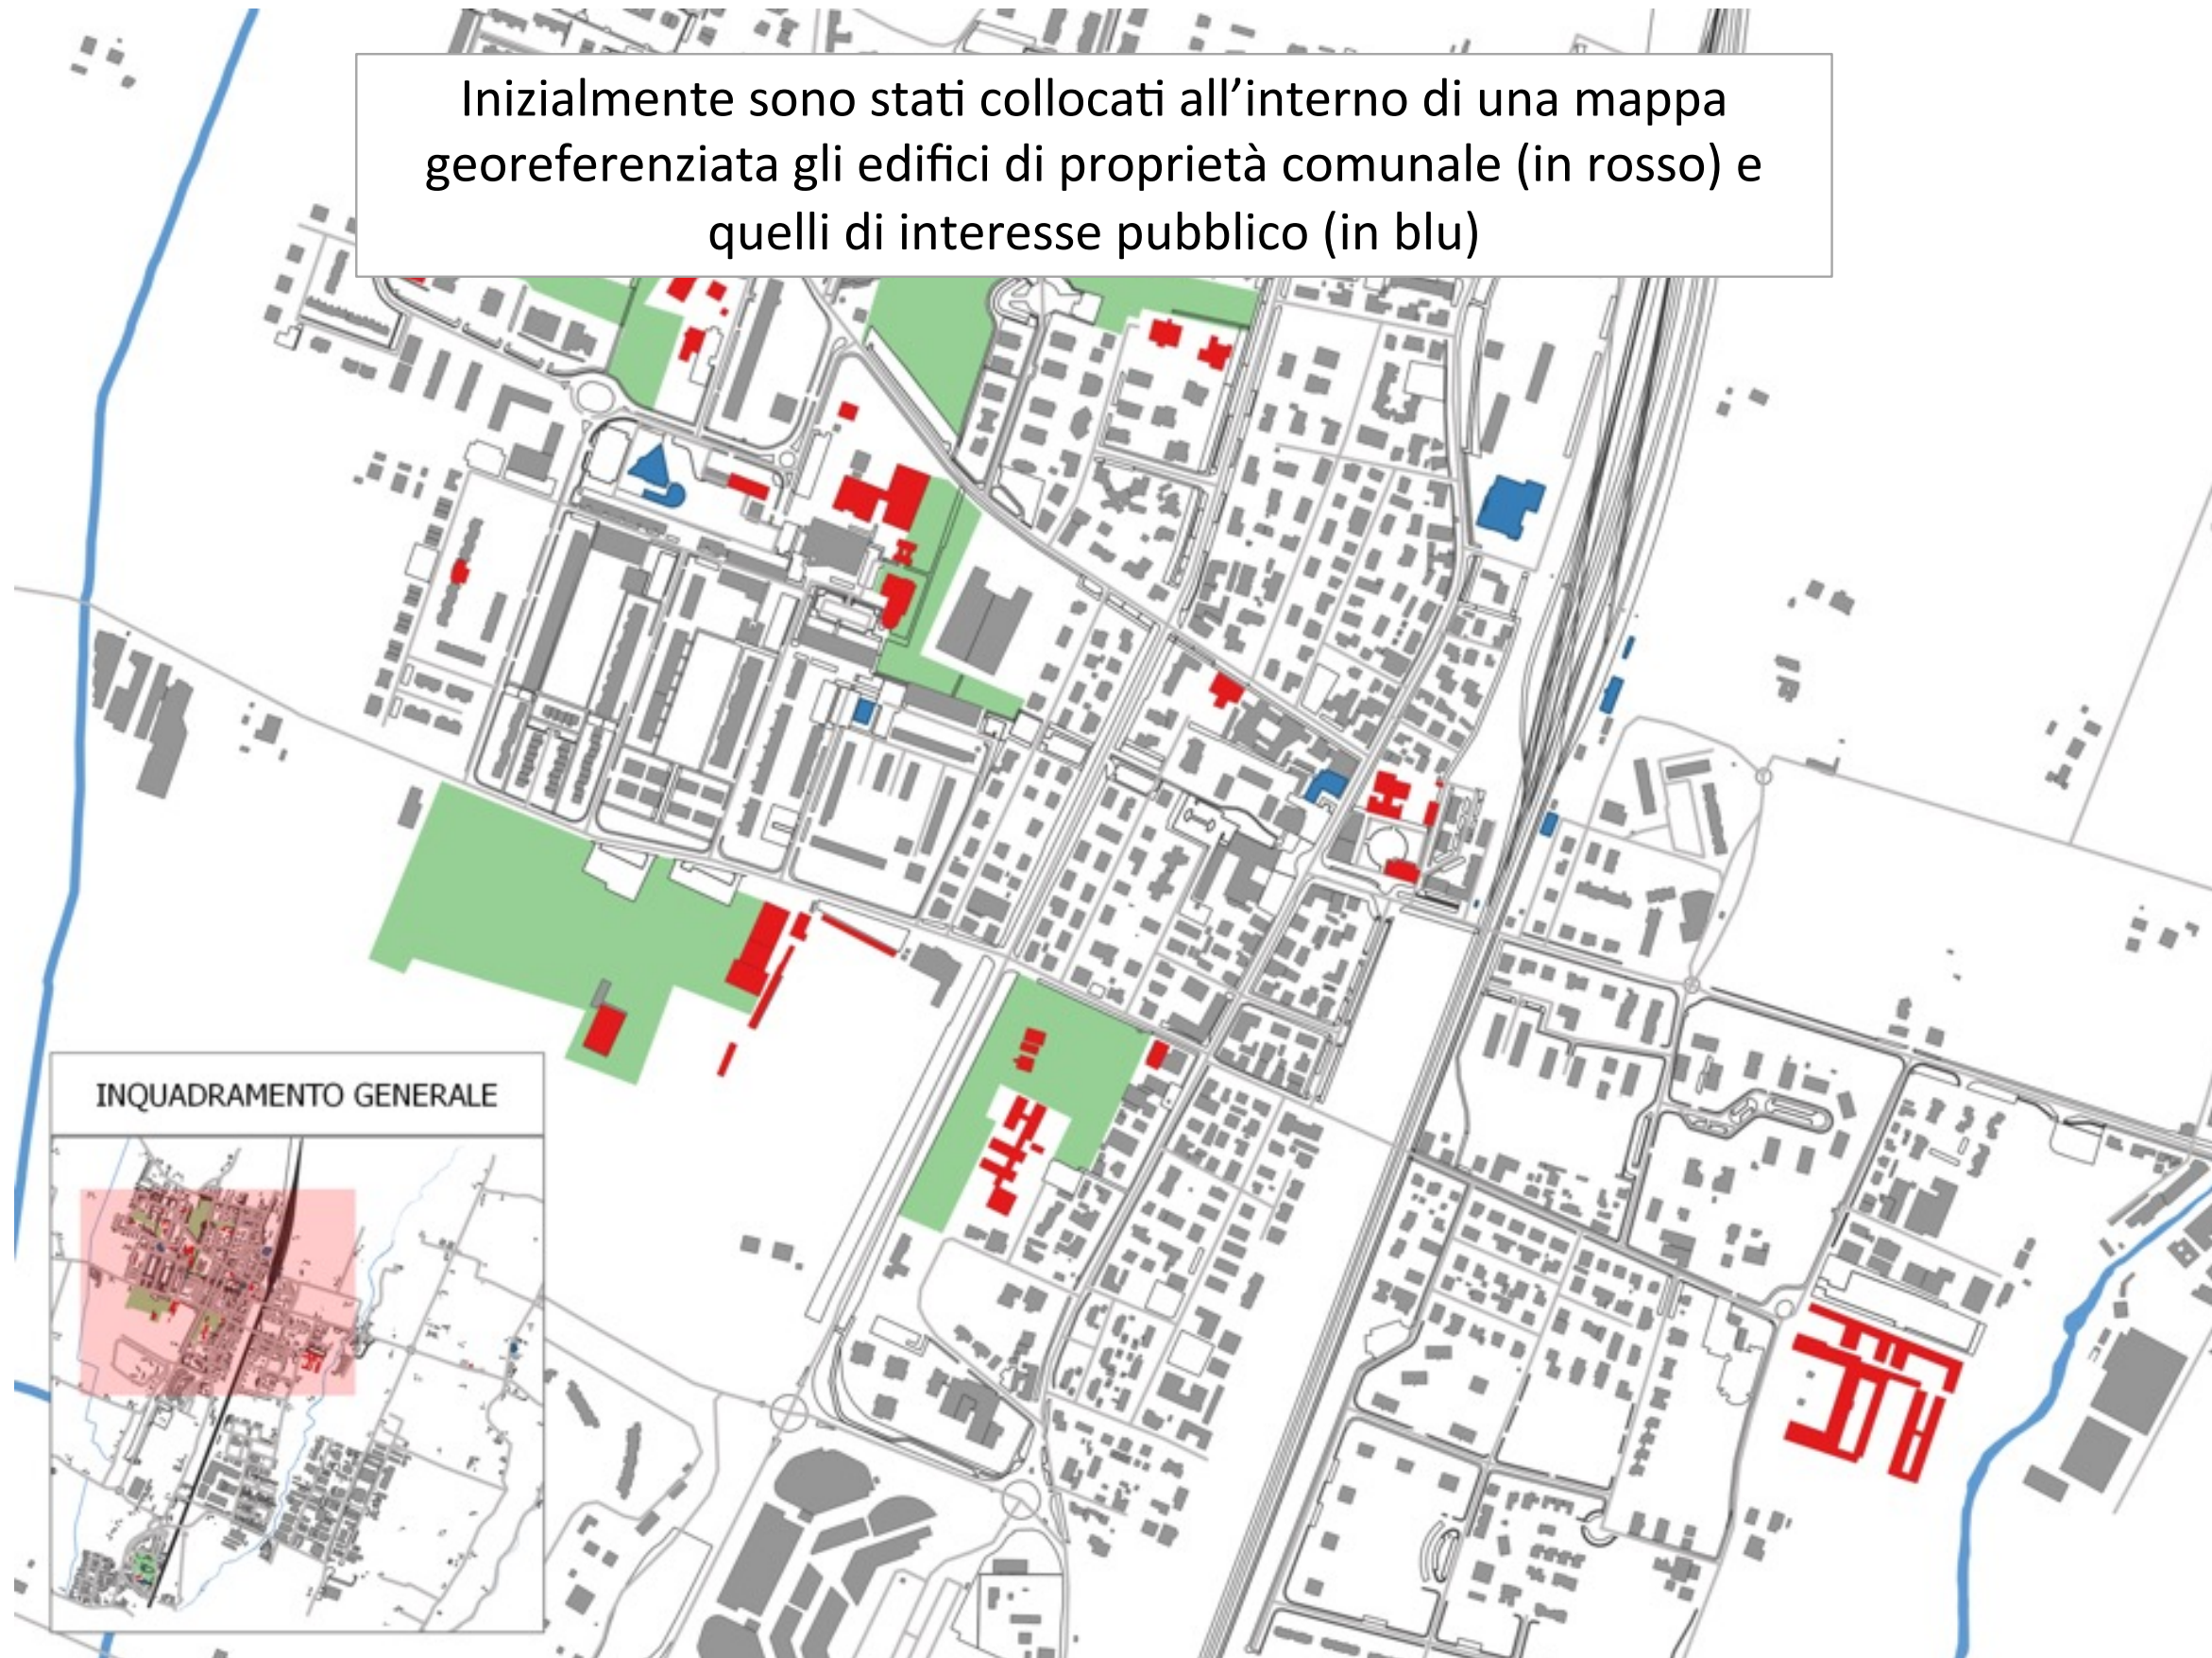 Inizialmente sono stati collocati all’interno di una mappa
georeferenziata gli edifici di proprietà comunale (in rosso) e
quelli di interesse pubblico (in blu)
INQUADRAMENTO GENERALE